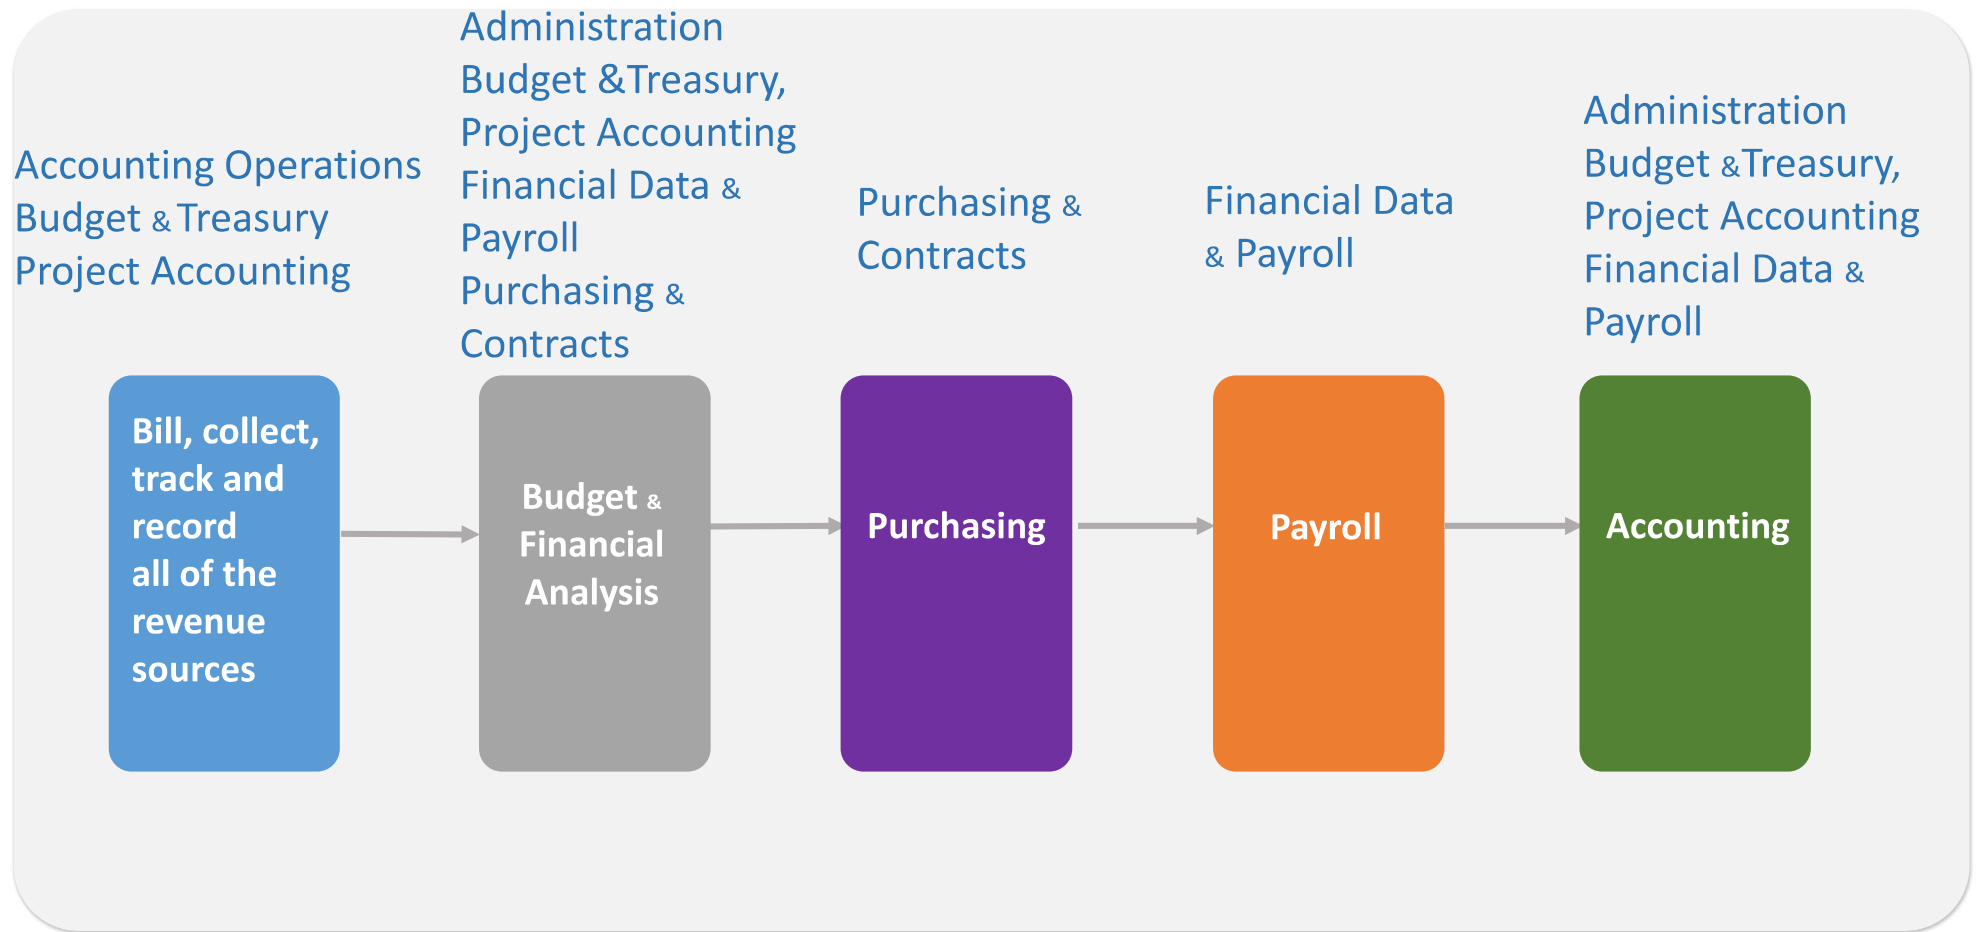 Accounting Operations
Budget & Treasury
Project Accounting
Administration
Budget &Treasury,
Project Accounting
Financial Data &
Payroll
Purchasing &
Contracts
Purchasing &
Contracts
Financial Data
& Payroll
Administration
Budget &Treasury,
Project Accounting
Financial Data &
Payroll
Bill, collect,
track and
record
all of the
revenue
sources
Budget &
Financial
Analysis
Purchasing
Payroll
Accounting